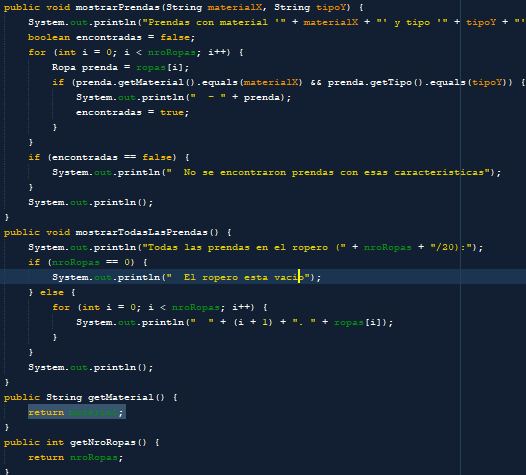 public void mostrarPrendas(String materialX, String tipoY) {
System.out.println("Prendas con material '" + materialX + "' y tipo '" + tipoY + "'
boolean encontradas = false;
for (int i = 0; i < nroRopas; i++) {
Ropa prenda = ropas[i];
if (prenda.getMaterial().equals(materialX) && prenda.getTipo().equals(tipoY)) {
System.out.println("  - " + prenda);
encontradas = true;
}
}
if (encontradas == false) {
System.out.println("  No se encontraron prendas con esas caracteristicas");
}
System.out.println();
}
public void mostrarTodasLasPrendas() {
System.out.println("Todas las prendas en el ropero (" + nroRopas + "/20):");
if (nroRopas == 0) {
System.out.println("  El ropero esta vacio");
} else {
for (int i = 0; i < nroRopas; i++) {
System.out.println("  " + (i + 1) + ". " + ropas[i]);
}
}
System.out.println();
}
public String getMaterial() {
return material;
}
public int getNroRopas() {
return nroRopas;
}